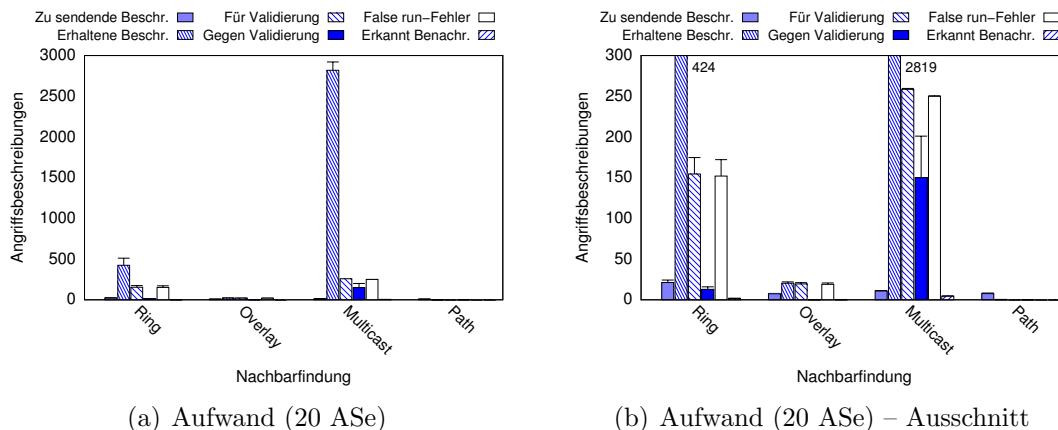 Zu sendende Beschr. Für Validierung False run−Fehler
Erhaltene Beschr. Gegen Validierung Erkannt Benachr.
3000
2500
2000
1500
1000
500
0
Angriffsbeschreibungen
Ring Overlay Multicast Path
Nachbarfindung
(a) Aufwand (20 ASe)
Zu sendende Beschr. Für Validierung False run−Fehler
Erhaltene Beschr. Gegen Validierung Erkannt Benachr.
300
250
200
150
100
50
0
424 2819
Angriffsbeschreibungen
Ring Overlay Multicast Path
Nachbarfindung
(b) Aufwand (20 ASe) – Ausschnitt